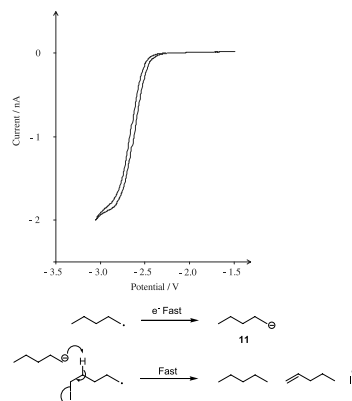 0
- 1
- 2
Current / nA
- 3.5 - 3.0 - 2.5 - 2.0 - 1.5
Potential / V
e⁻ Fast
⊖
11
⊖ H
Fast